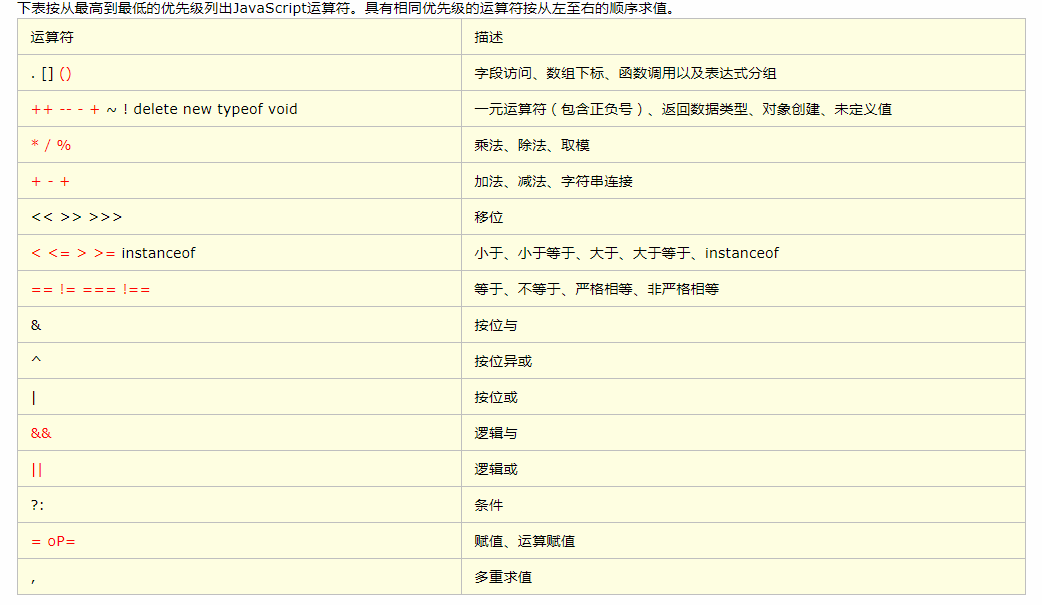 下表按从最高到最低的优先级列出JavaScript运算符。具有相同优先级的运算符按从左至右的顺序求值。
运算符 描述
. [] () 字段访问、数组下标、函数调用以及表达式分组
++ -- - + ~ ! delete new typeof void 一元运算符（包含正负号）、返回数据类型、对象创建、未定义值
* / % 乘法、除法、取模
+ - + 加法、减法、字符串连接
<< >> >>> 移位
< <= > >= instanceof 小于、小于等于、大于、大于等于、instanceof
== != === !== 等于、不等于、严格相等、非严格相等
& 按位与
^ 按位异或
| 按位或
&& 逻辑与
|| 逻辑或
?: 条件
= oP= 赋值、运算赋值
, 多重求值